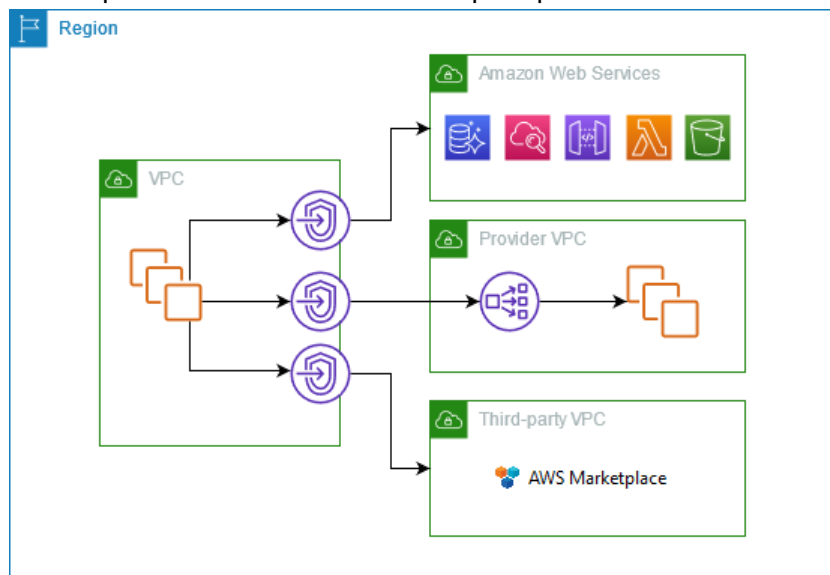 Region
Amazon Web Services
VPC
Provider VPC
Third-party VPC
AWS Marketplace